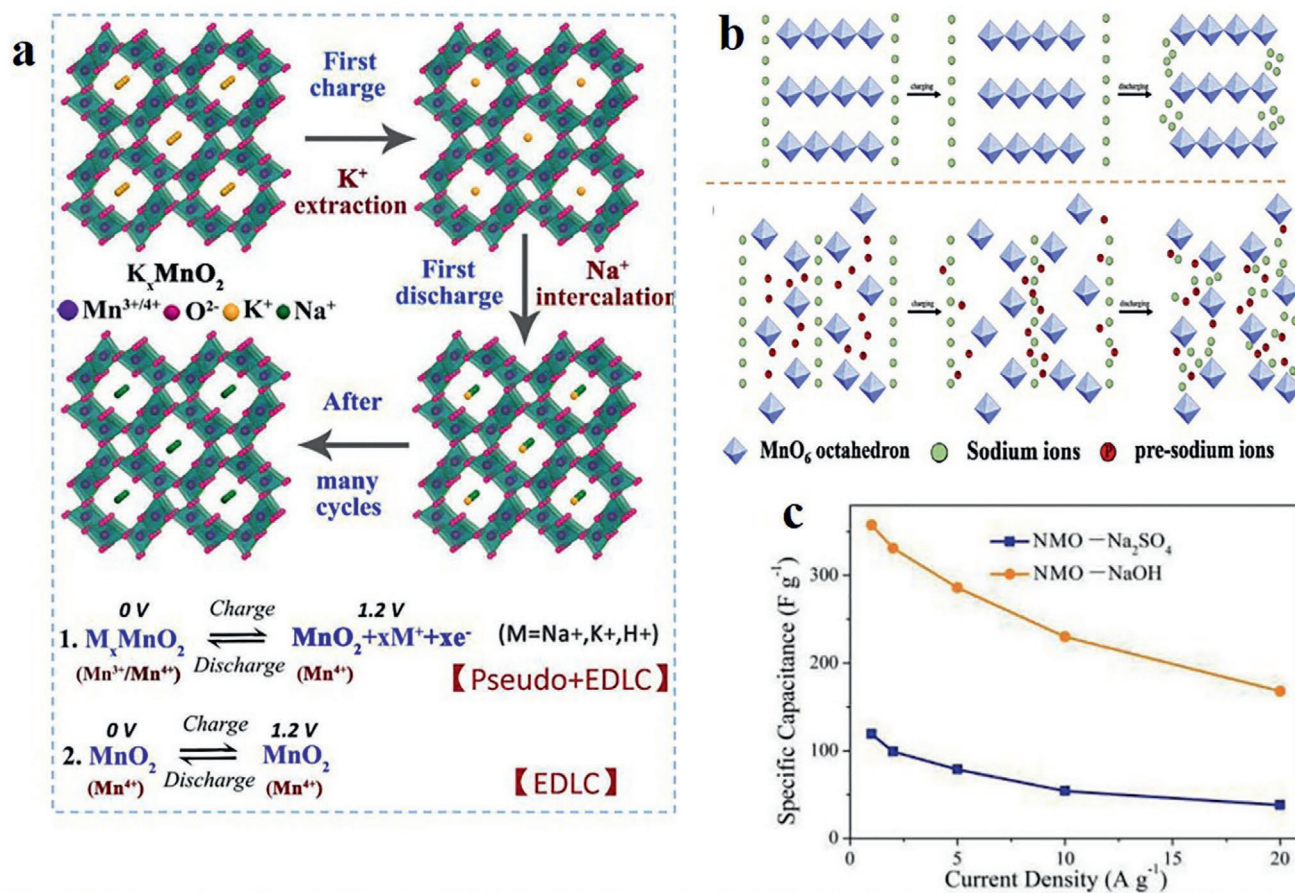 a
First
charge
K⁺
extraction
KₓMnO₂
Mn³⁺/⁴⁺ O²⁻ K⁺ Na⁺
First
discharge
Na⁺
intercalation
After
many
cycles
0 V Charge 1.2 V
1. MₓMnO₂ ⇌ MnO₂+xM⁺+xe⁻ (M=Na+,K+,H+)
(Mn³⁺/Mn⁴⁺) Discharge (Mn⁴⁺)
【Pseudo+EDLC】
0 V Charge 1.2 V
2. MnO₂ ⇌ MnO₂
(Mn⁴⁺) Discharge (Mn⁴⁺)
【EDLC】
b
charging
discharging
charging
discharging
MnO₆ octahedron Sodium ions P pre-sodium ions
c
NMO－Na₂SO₄
NMO－NaOH
Specific Capacitance (F g⁻¹)
300
200
100
0
0 5 10 15 20
Current Density (A g⁻¹)